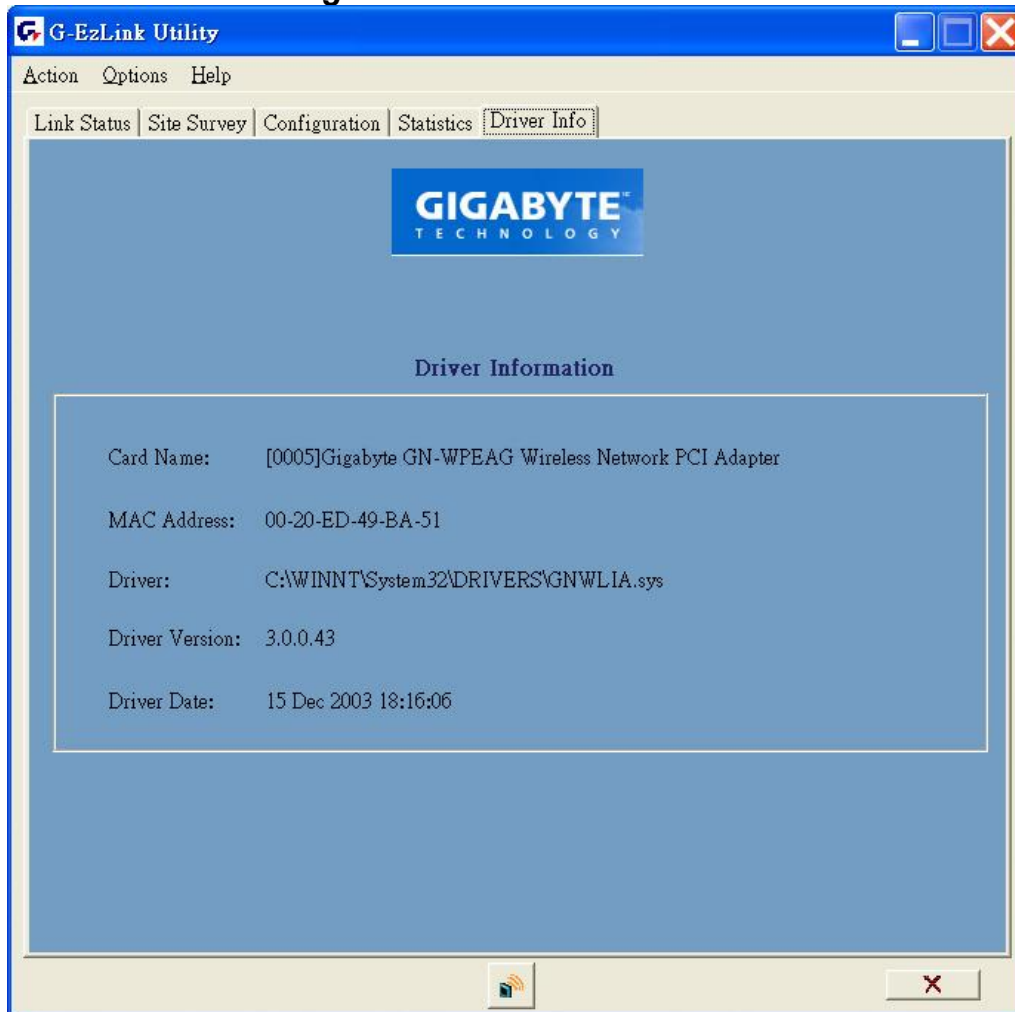 G-EzLink Utility
Action Options Help
Link Status Site Survey Configuration Statistics Driver Info
GIGABYTE
TECHNOLOGY
Driver Information
Card Name: [0005]Gigabyte GN-WPEAG Wireless Network PCI Adapter
MAC Address: 00-20-ED-49-BA-51
Driver: C:\WINNT\System32\DRIVERS\GNWLIA.sys
Driver Version: 3.0.0.43
Driver Date: 15 Dec 2003 18:16:06